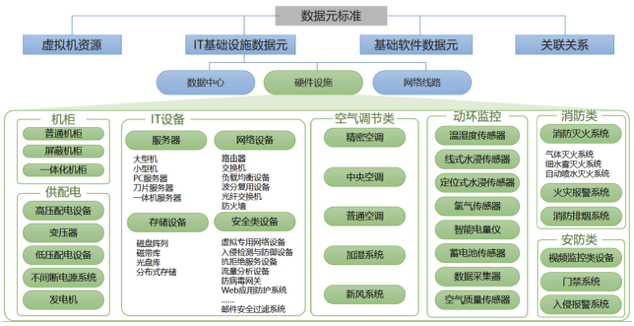 数据元标准
虚拟机资源
IT基础设施数据元
基础软件数据元
关联关系
数据中心
硬件设施
网络线路
机柜
普通机柜
屏蔽机柜
一体化机柜
供配电
高压配电设备
变压器
低压配电设备
不间断电源系统
发电机
IT设备
服务器
大型机
小型机
PC服务器
刀片服务器
一体机服务器
网络设备
路由器
交换机
负载均衡设备
波分复用设备
光纤交换机
防火墙
存储设备
磁盘阵列
磁带库
光盘库
分布式存储
安全类设备
虚拟专用网络设备
入侵检测与防御设备
抗拒绝服务设备
流量分析设备
防病毒网关
Web应用防护系统
......
邮件安全过滤系统
空气调节类
精密空调
中央空调
普通空调
加湿系统
新风系统
动环监控
温湿度传感器
线式水浸传感器
定位式水浸传感器
氢气传感器
智能电量仪
蓄电池传感器
数据采集器
空气质量传感器
消防类
消防灭火系统
气体灭火系统
细水雾灭火系统
自动喷水灭火系统
火灾报警系统
消防排烟系统
安防类
视频监控类设备
门禁系统
入侵报警系统